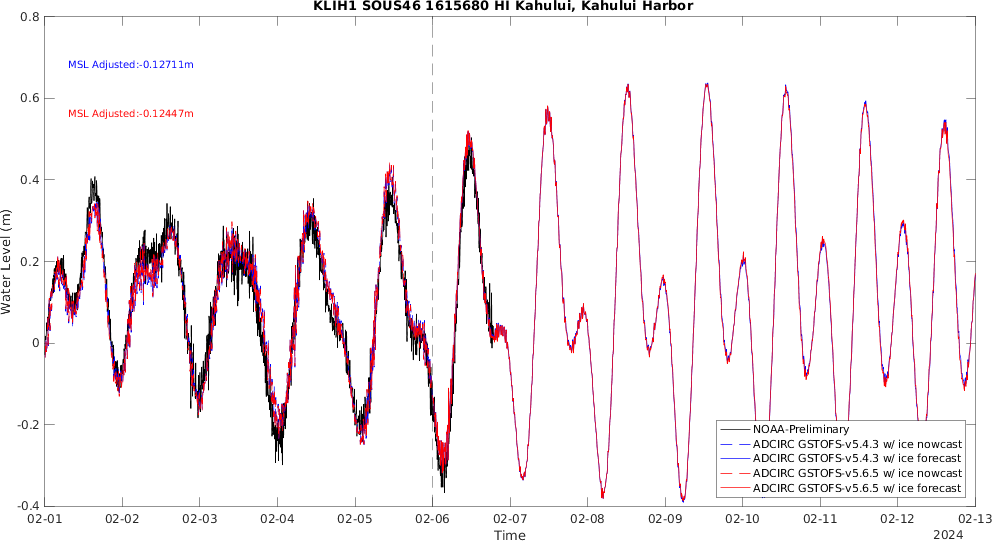 KLIH1 SOUS46 1615680 HI Kahului, Kahului Harbor
0.8
MSL Adjusted:-0.12711m
0.6
MSL Adjusted:-0.12447m
0.4
0.2
0
-0.2
-0.4
Water Level (m)
NOAA-Preliminary
ADCIRC GSTOFS-v5.4.3 w/ ice nowcast
ADCIRC GSTOFS-v5.4.3 w/ ice forecast
ADCIRC GSTOFS-v5.6.5 w/ ice nowcast
ADCIRC GSTOFS-v5.6.5 w/ ice forecast
02-01 02-02 02-03 02-04 02-05 02-06 02-07 02-08 02-09 02-10 02-11 02-12 02-13
Time
2024